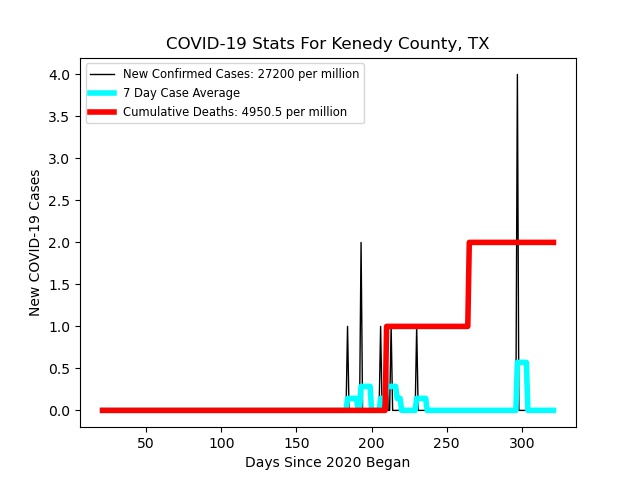 COVID-19 Stats For Kenedy County, TX
New Confirmed Cases: 27200 per million
7 Day Case Average
Cumulative Deaths: 4950.5 per million
New COVID-19 Cases
4.0
3.5
3.0
2.5
2.0
1.5
1.0
0.5
0.0
50 100 150 200 250 300
Days Since 2020 Began